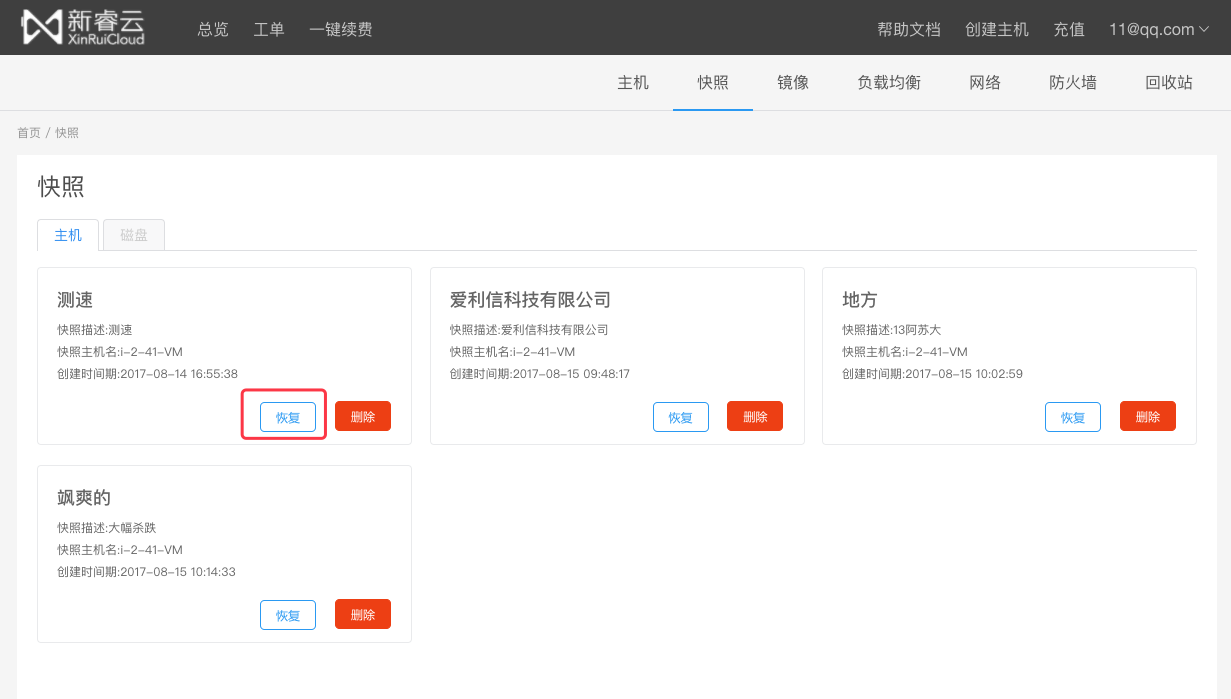 新睿云
XinRuiCloud
总览 工单 一键续费 帮助文档 创建主机 充值 11@qq.com
主机 快照 镜像 负载均衡 网络 防火墙 回收站
首页 / 快照
快照
主机 磁盘
测速
快照描述:测速
快照主机名:i-2-41-VM
创建时间期:2017-08-14 16:55:38
恢复 删除
爱利信科技有限公司
快照描述:爱利信科技有限公司
快照主机名:i-2-41-VM
创建时间期:2017-08-15 09:48:17
恢复 删除
地方
快照描述:13阿苏大
快照主机名:i-2-41-VM
创建时间期:2017-08-15 10:02:59
恢复 删除
飒爽的
快照描述:大幅杀跌
快照主机名:i-2-41-VM
创建时间期:2017-08-15 10:14:33
恢复 删除